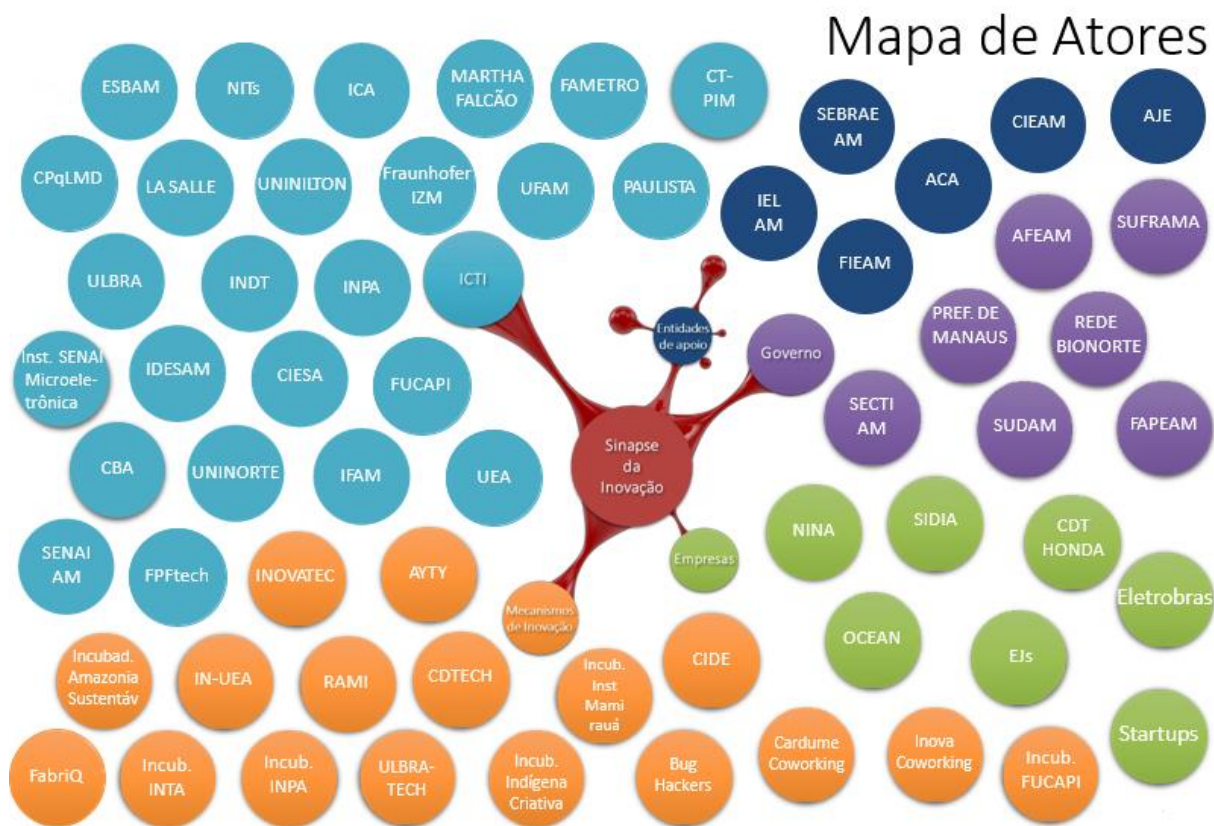 Mapa de Atores
ESBAM
NITs
ICA
MARTHA
FALCÃO
FAMETRO
CT-
PIM
SEBRAE
AM
CIEAM
AJE
CPqLMD
LA SALLE
UNINILTON
Fraunhofer
IZM
UFAM
PAULISTA
IEL
AM
ACA
AFEAM
SUFRAMA
ULBRA
INDT
INPA
ICTI
FIEAM
Entidades
de apoio
Governo
PREF. DE
MANAUS
REDE
BIONORTE
Inst. SENAI
Microele-
trônica
IDESAM
CIESA
FUCAPI
SECTI
AM
SUDAM
FAPEAM
Sinapse
da
Inovação
CBA
UNINORTE
IFAM
UEA
NINA
SIDIA
CDT
HONDA
SENAI
AM
FPFtech
INOVATEC
AYTY
Empresas
Mecanismos
de Inovação
Eletrobras
OCEAN
EJs
Incubad.
Amazonia
Sustentáv
IN-UEA
RAMI
CDTECH
Incub.
Inst
Mami
rauá
CIDE
Startups
FabriQ
Incub.
INTA
Incub.
INPA
ULBRA-
TECH
Incub.
Indígena
Criativa
Bug
Hackers
Cardume
Coworking
Inova
Coworking
Incub.
FUCAPI